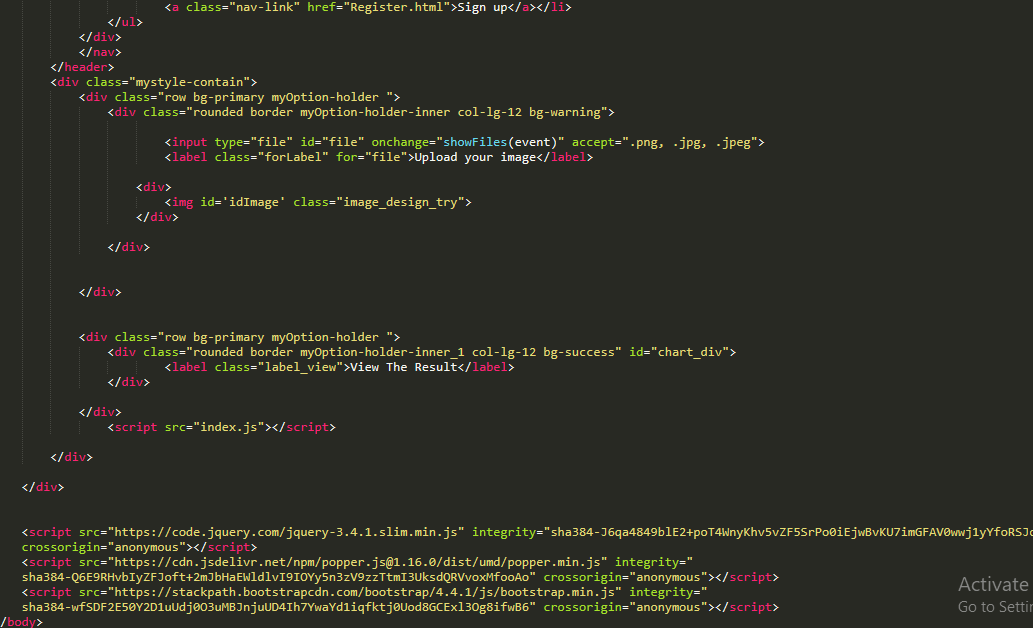 <a class="nav-link" href="Register.html">Sign up</a></li>
</ul>
</div>
</nav>
</header>
<div class="mystyle-contain">
<div class="row bg-primary myOption-holder ">
<div class="rounded border myOption-holder-inner col-lg-12 bg-warning">
<input type="file" id="file" onchange="showFiles(event)" accept=".png, .jpg, .jpeg">
<label class="forLabel" for="file">Upload your image</label>
<div>
<img id='idImage' class="image_design_try">
</div>
</div>
</div>
<div class="row bg-primary myOption-holder ">
<div class="rounded border myOption-holder-inner_1 col-lg-12 bg-success" id="chart_div">
<label class="label_view">View The Result</label>
</div>
</div>
<script src="index.js"></script>
</div>
</div>
<script src="https://code.jquery.com/jquery-3.4.1.slim.min.js" integrity="sha384-J6qa4849blE2+poT4WnyKhv5vZF5SrPo0iEjwBvKU7imGFAV0wwj1yYfoRSJo
crossorigin="anonymous"></script>
<script src="https://cdn.jsdelivr.net/npm/popper.js@1.16.0/dist/umd/popper.min.js" integrity="
sha384-Q6E9RHvbIyZFJoft+2mJbHaEWldlvI9IOYy5n3zV9zzTtmI3UksdQRVvoxMfooAo" crossorigin="anonymous"></script>
<script src="https://stackpath.bootstrapcdn.com/bootstrap/4.4.1/js/bootstrap.min.js" integrity="
sha384-wfSDF2E50Y2D1uUdj0O3uMBJnjuUD4Ih7YwaYd1iqfktj0Uod8GCExl3Og8ifwB6" crossorigin="anonymous"></script>
/body>
Activate
Go to Settin